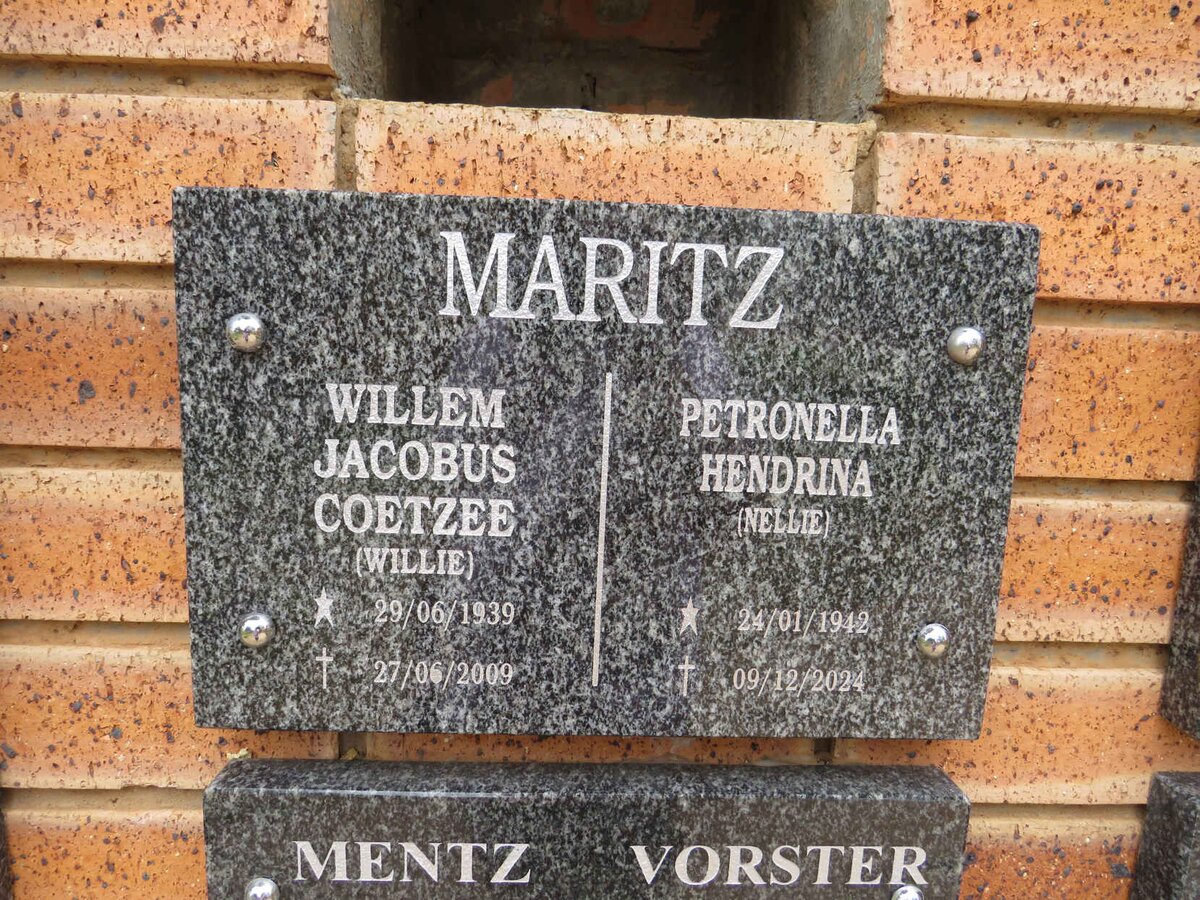 MARITZ
WILLEM
JACOBUS
COETZEE
(WILLIE)
29/06/1939
27/06/2009
PETRONELLA
HENDRINA
(NELLIE)
24/01/1942
09/12/2024
MENTZ
VORSTER